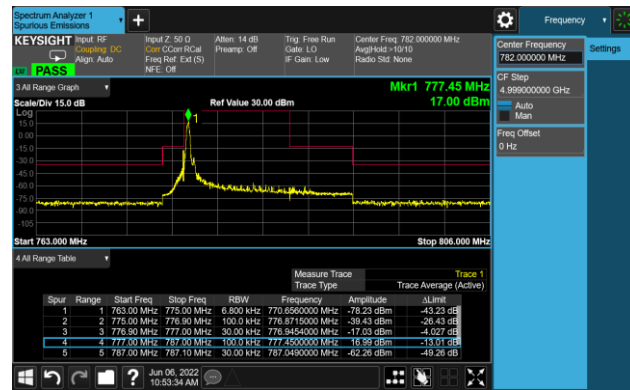 Spectrum Analyzer 1
Spurious Emissions
Frequency
KEYSIGHT
Input: RF
Coupling: DC
Align: Auto
Input Z: 50 Ω
Corr CCorr RCal
Freq Ref: Ext (S)
NFE: Off
Atten: 14 dB
Preamp: Off
Trig: Free Run
Gate: LO
IF Gain: Low
Center Freq: 782.000000 MHz
Avg|Hold:>10/10
Radio Std: None
PASS
Center Frequency
782.000000 MHz
Settings
CF Step
4.999000000 GHz
Auto
Man
Freq Offset
0 Hz
3 All Range Graph
Mkr1 777.45 MHz
17.00 dBm
Scale/Div 15.0 dB
Ref Value 30.00 dBm
Log
15.0
0.00
-15.0
-30.0
-45.0
-60.0
-75.0
-90.0
-105
1
Start 763.000 MHz
Stop 806.000 MHz
4 All Range Table
Measure Trace Trace 1
Trace Type Trace Average (Active)
Spur Range Start Freq Stop Freq RBW Frequency Amplitude ΔLimit
1 1 763.00 MHz 775.00 MHz 6.800 kHz 770.6560000 MHz -78.23 dBm -43.23 dB
2 2 775.00 MHz 776.90 MHz 100.0 kHz 776.8715000 MHz -39.43 dBm -26.43 dB
3 3 776.90 MHz 777.00 MHz 30.00 kHz 776.9454000 MHz -17.03 dBm -4.027 dB
4 4 777.00 MHz 787.00 MHz 100.0 kHz 777.4500000 MHz 16.99 dBm -13.01 dB
5 5 787.00 MHz 787.10 MHz 30.00 kHz 787.0490000 MHz -62.26 dBm -49.26 dB
?
Jun 06, 2022
10:53:34 AM